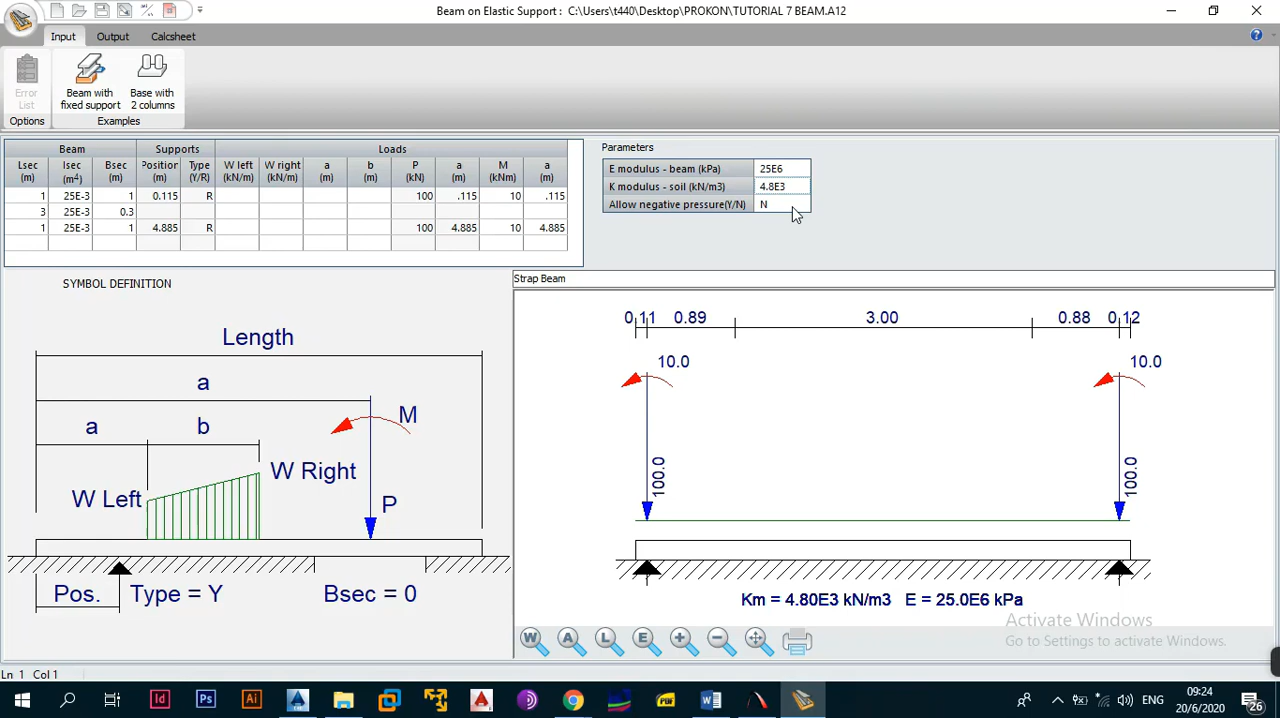 Beam on Elastic Support : C:\Users\t440\Desktop\PROKON\TUTORIAL 7 BEAM.A12
Input Output Calcsheet
Error List
Beam with fixed support
Base with 2 columns
Options Examples
Beam Supports Loads
Lsec (m) Isec (m⁴) Bsec (m) Position (m) Type (Y/R) W left (kN/m) W right (kN/m) a (m) b (m) P (kN) a (m) M (kNm) a (m)
1 25E-3 1 0.115 R 100 .115 10 .115
3 25E-3 0.3
1 25E-3 1 4.885 R 100 4.885 10 4.885
Parameters
E modulus - beam (kPa) 25E6
K modulus - soil (kN/m3) 4.8E3
Allow negative pressure(Y/N) N
SYMBOL DEFINITION
Length
a
a b M
W Left W Right P
Pos. Type = Y Bsec = 0
Strap Beam
0.11 0.89 3.00 0.88 0.12
10.0 10.0
100.0 100.0
Km = 4.80E3 kN/m3 E = 25.0E6 kPa
Activate Windows
Go to Settings to activate Windows.
W A L E
Ln 1 Col 1
Id Ps Ai
ENG
09:24
20/6/2020
26